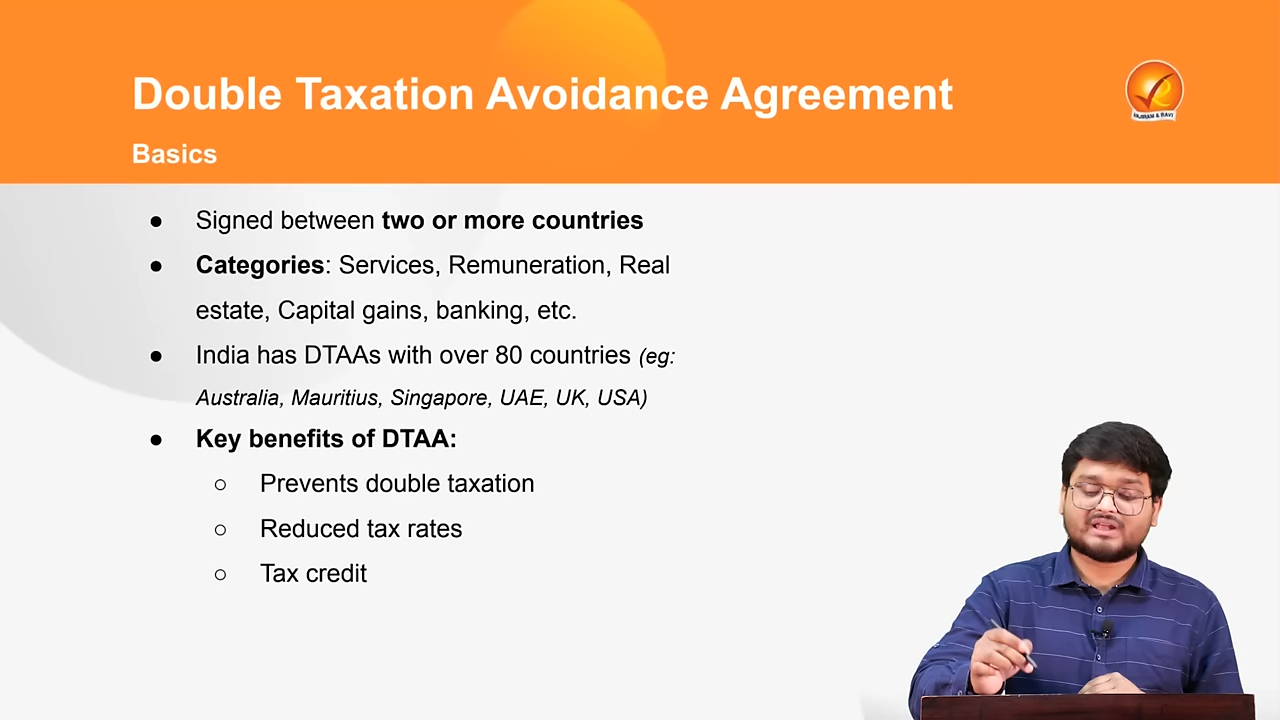 Double Taxation Avoidance Agreement
VAJIRAM & RAVI
Basics
● Signed between two or more countries
● Categories: Services, Remuneration, Real
estate, Capital gains, banking, etc.
● India has DTAAs with over 80 countries (eg:
Australia, Mauritius, Singapore, UAE, UK, USA)
● Key benefits of DTAA:
○ Prevents double taxation
○ Reduced tax rates
○ Tax credit